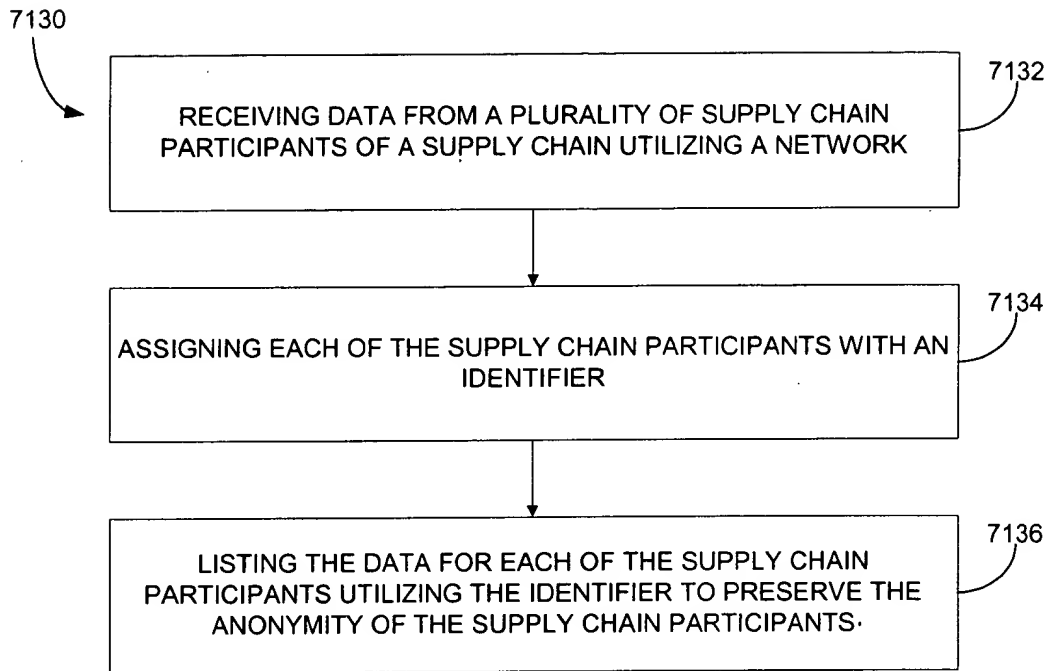 7130
7132
RECEIVING DATA FROM A PLURALITY OF SUPPLY CHAIN
PARTICIPANTS OF A SUPPLY CHAIN UTILIZING A NETWORK
7134
ASSIGNING EACH OF THE SUPPLY CHAIN PARTICIPANTS WITH AN
IDENTIFIER
7136
LISTING THE DATA FOR EACH OF THE SUPPLY CHAIN
PARTICIPANTS UTILIZING THE IDENTIFIER TO PRESERVE THE
ANONYMITY OF THE SUPPLY CHAIN PARTICIPANTS.